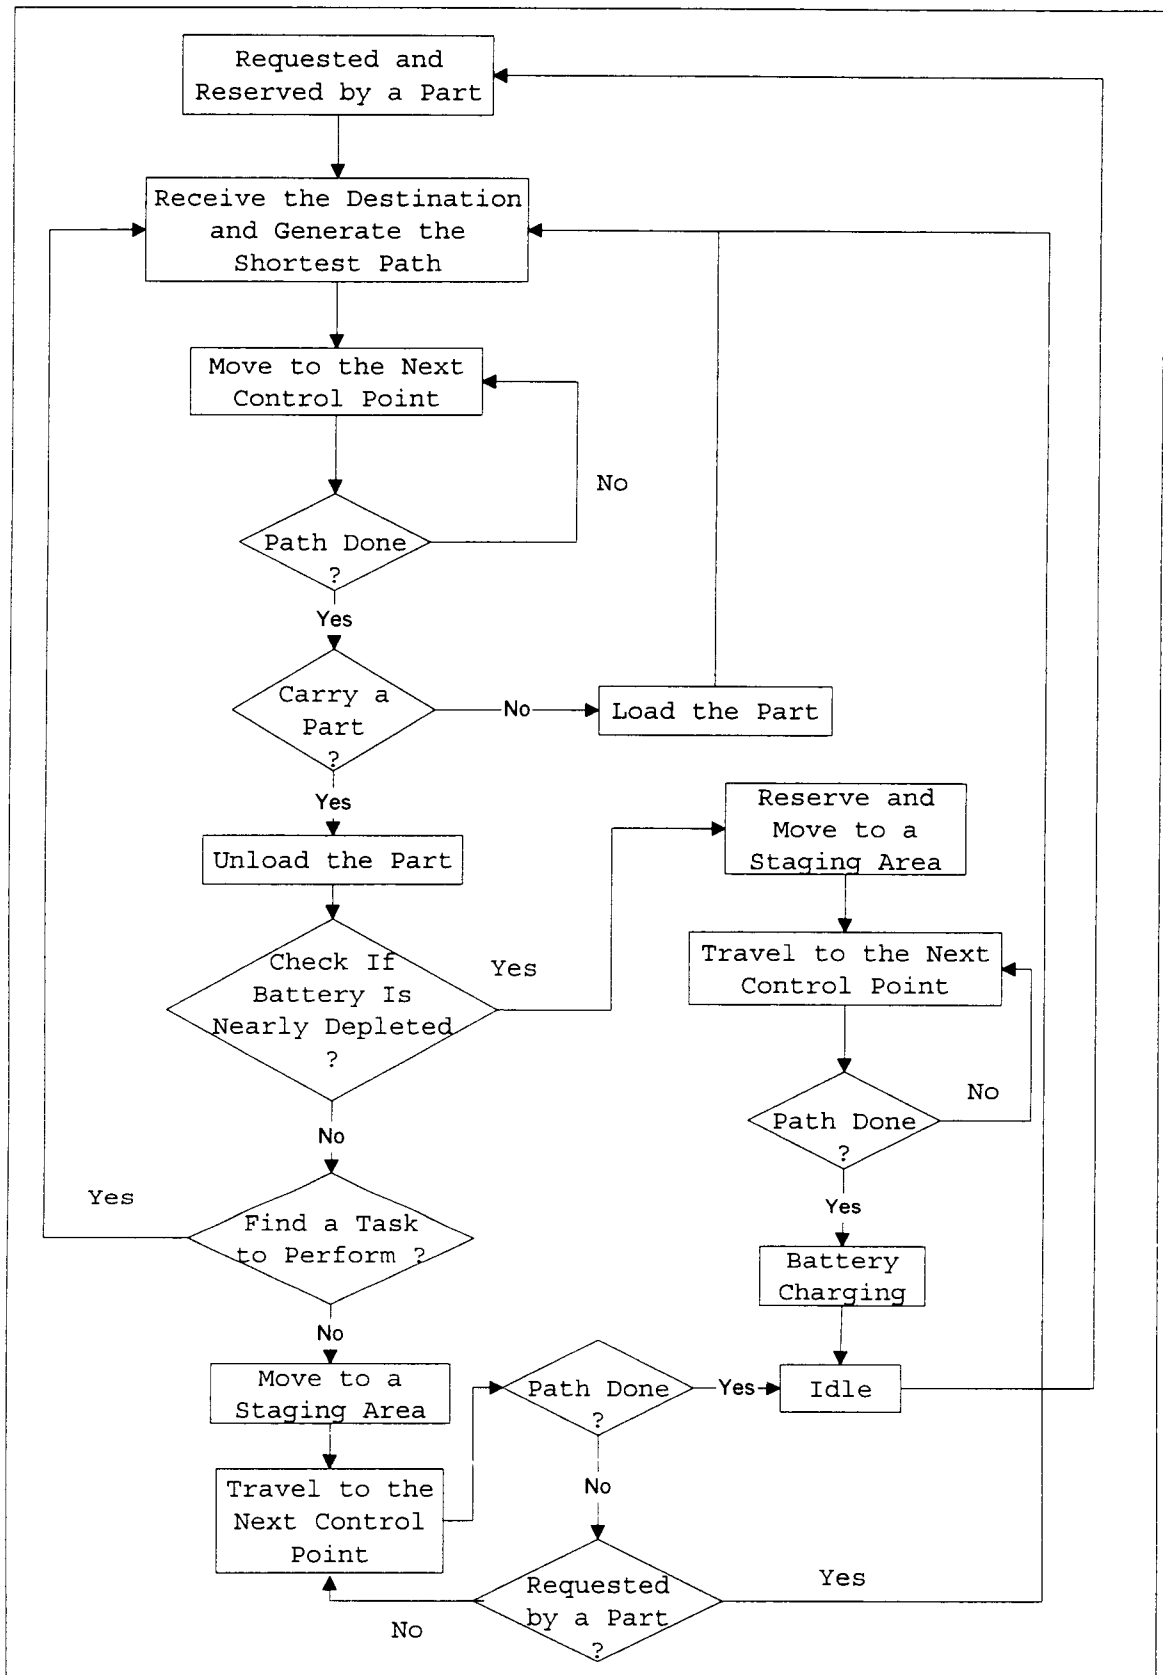 Requested and
Reserved by a Part
Receive the Destination
and Generate the
Shortest Path
Move to the Next
Control Point
No
Path Done
?
Yes
Carry a
Part
?
No
Load the Part
Yes
Unload the Part
Reserve and
Move to a
Staging Area
Check If
Battery Is
Nearly Depleted
?
Yes
Travel to the Next
Control Point
No
Path Done
?
No
Yes
Yes
Find a Task
to Perform ?
Battery
Charging
No
Move to a
Staging Area
Path Done
?
Yes
Idle
Travel to the
Next Control
Point
No
Requested
by a Part
?
Yes
No